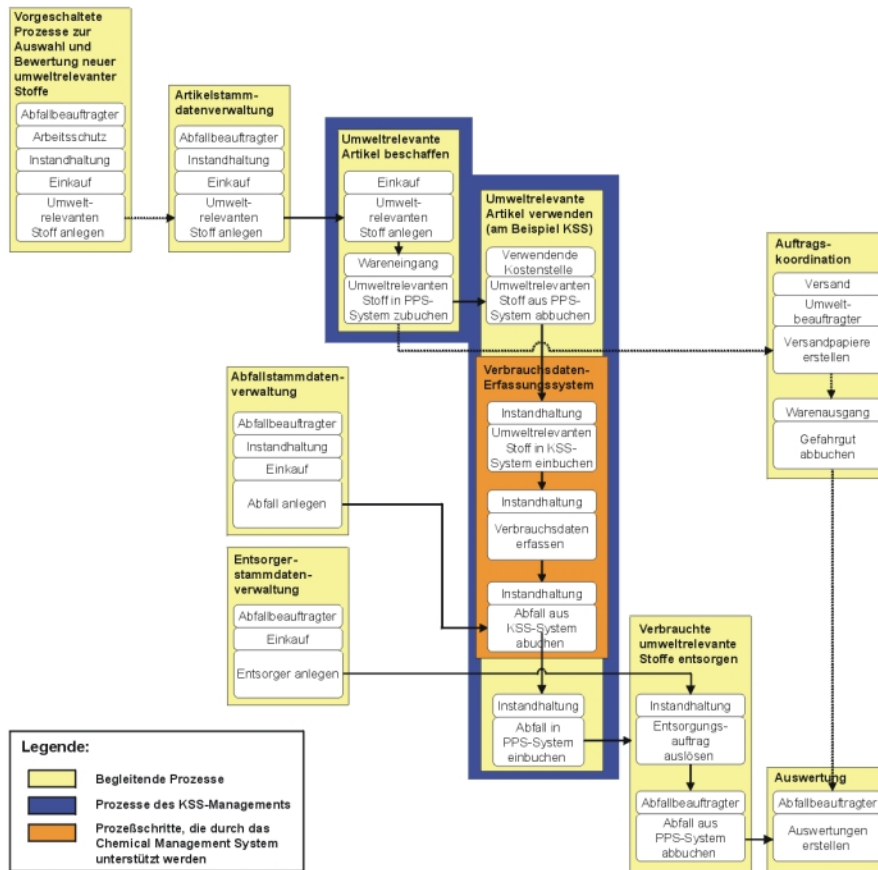 Vorgeschaltete
Prozesse zur
Auswahl und
Bewertung neuer
umweltrelevanter
Stoffe
Abfallbeauftragter
Arbeitsschutz
Instandhaltung
Einkauf
Umwelt-
relevanten
Stoff anlegen
Artikelstamm-
datenverwaltung
Abfallbeauftragter
Instandhaltung
Einkauf
Umwelt-
relevanten
Stoff anlegen
Umweltrelevante
Artikel beschaffen
Einkauf
Umwelt-
relevanten
Stoff anlegen
Wareneingang
Umweltrelevanten
Stoff in PPS-
System zubuchen
Umweltrelevante
Artikel verwenden
(am Beispiel KSS)
Verwendende
Kostenstelle
Umweltrelevanten
Stoff aus PPS-
System abbuchen
Auftrags-
koordination
Versand
Umwelt-
beauftragter
Versandpapiere
erstellen
Warenausgang
Gefahrgut
abbuchen
Verbrauchsdaten-
Erfassungssystem
Instandhaltung
Umweltrelevanten
Stoff in KSS-
System einbuchen
Instandhaltung
Verbrauchsdaten
erfassen
Instandhaltung
Abfall aus
KSS-System
abuchen
Abfallstammdaten-
verwaltung
Abfallbeauftragter
Instandhaltung
Einkauf
Abfall anlegen
Entsorger-
stammdaten-
verwaltung
Abfallbeauftragter
Einkauf
Entsorger anlegen
Instandhaltung
Abfall in
PPS-System
einbuchen
Verbrauchte
umweltrelevante
Stoffe entsorgen
Instandhaltung
Entsorgungs-
auftrag
auslösen
Abfallbeauftragter
Abfall aus
PPS-System
abbuchen
Auswertung
Abfallbeauftragter
Auswertungen
erstellen
Legende:
Begleitende Prozesse
Prozesse des KSS-Managements
Prozeßschritte, die durch das
Chemical Management System
unterstützt werden